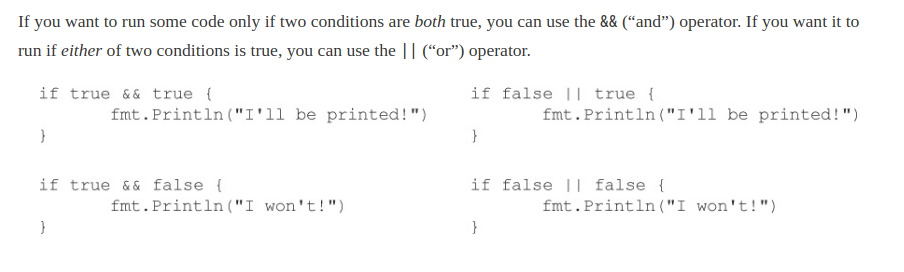 If you want to run some code only if two conditions are both true, you can use the && (“and”) operator. If you want it to
run if either of two conditions is true, you can use the || (“or”) operator.
if true && true {
fmt.Println("I'll be printed!")
}
if true && false {
fmt.Println("I won't!")
}
if false || true {
fmt.Println("I'll be printed!")
}
if false || false {
fmt.Println("I won't!")
}